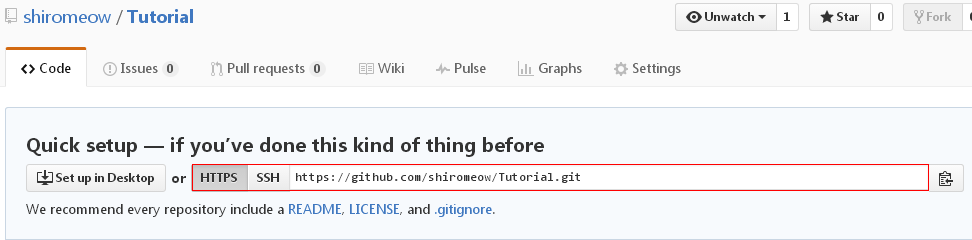 shiromeow / Tutorial
Unwatch 1 Star 0 Fork
Code Issues 0 Pull requests 0 Wiki Pulse Graphs Settings
Quick setup — if you've done this kind of thing before
Set up in Desktop or HTTPS SSH https://github.com/shiromeow/Tutorial.git
We recommend every repository include a README, LICENSE, and .gitignore.